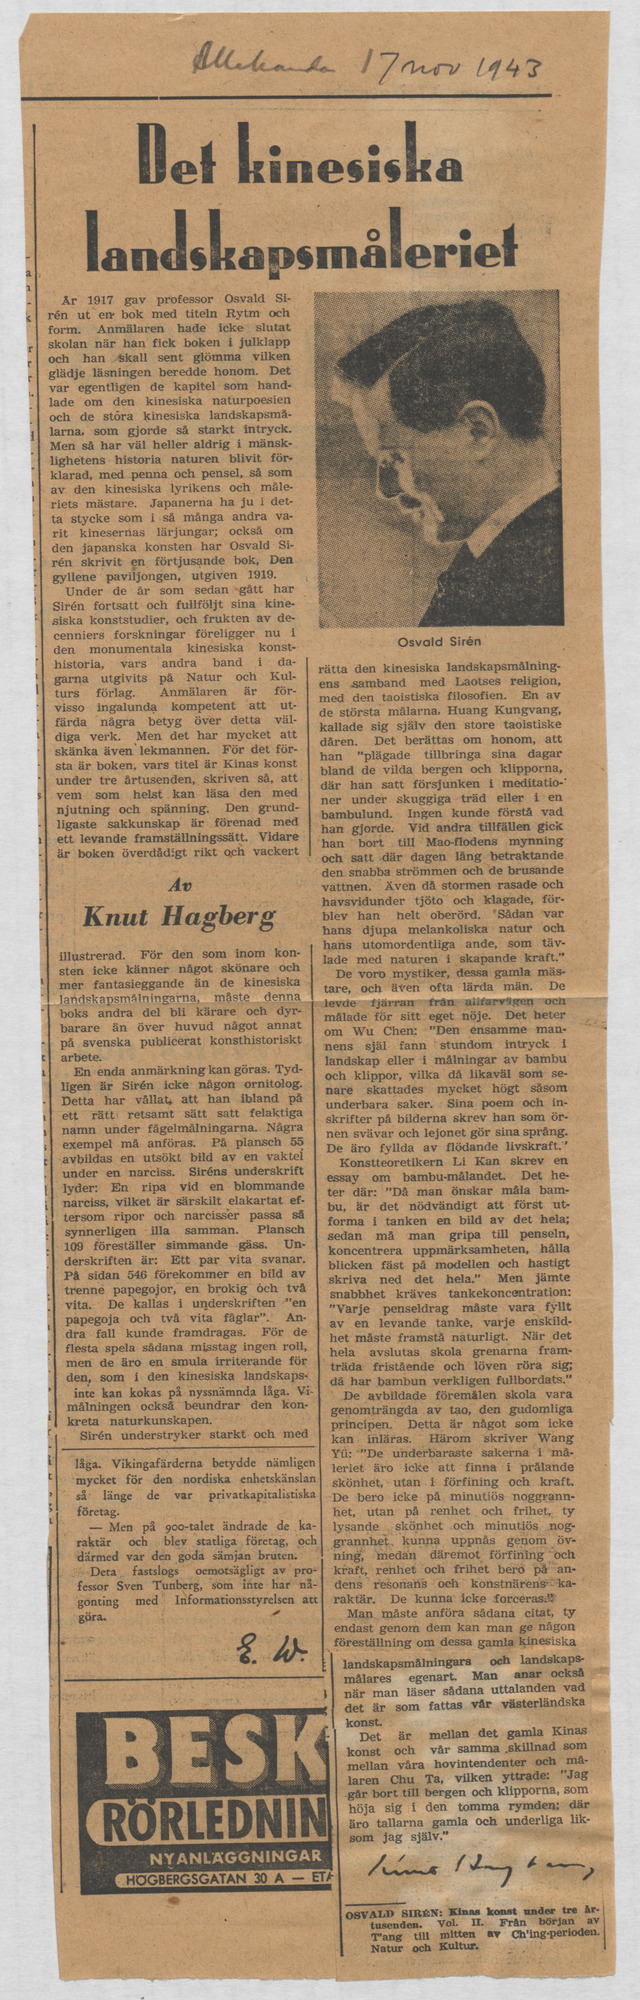 Allehanda 17 nov 1943
Det kinesiska
landskapsmåleriet
År 1917 gav professor Osvald Si-
rén ut en bok med titeln Rytm och
form. Anmälaren hade icke slutat
skolan när han fick boken i julklapp
och han skall sent glömma vilken
glädje läsningen beredde honom. Det
var egentligen de kapitel som hand-
lade om den kinesiska naturpoesien
och de stora kinesiska landskapsmå-
larna, som gjorde så starkt intryck.
Men så har väl heller aldrig i mänsk-
lighetens historia naturen blivit för-
klarad, med penna och pensel, så som
av den kinesiska lyrikens och måle-
riets mästare. Japanerna ha ju i det-
ta stycke som i så många andra va-
rit kinesernas lärjungar; också om
den japanska konsten har Osvald Si-
rén skrivit en förtjusande bok, Den
gyllene paviljongen, utgiven 1919.
Under de år som sedan gått har
Sirén fortsatt och fullföljt sina kine-
siska konststudier, och frukten av de-
cenniers forskningar föreligger nu i
den monumentala kinesiska konst-
historia, vars andra band i da-
garna utgivits på Natur och Kul-
turs förlag. Anmälaren är för-
visso ingalunda kompetent att ut-
färda några betyg över detta väl-
diga verk. Men det har mycket att
skänka även lekmannen. För det för-
sta är boken, vars titel är Kinas konst
under tre årtusenden, skriven så, att
vem som helst kan läsa den med
njutning och spänning. Den grund-
ligaste sakkunskap är förenad med
ett levande framställningssätt. Vidare
är boken överdådigt rikt och vackert
Av
Knut Hagberg
illustrerad. För den som inom kon-
sten icke känner något skönare och
mer fantasieggande än de kinesiska
landskapsmålningarna, måste denna
boks andra del bli kärare och dyr-
barare än över huvud något annat
på svenska publicerat konsthistoriskt
arbete.
En enda anmärkning kan göras. Tyd-
ligen är Sirén icke någon ornitolog.
Detta har vållat, att han ibland på
ett rätt retsamt sätt satt felaktiga
namn under fågelmålningarna. Några
exempel må anföras. På plansch 55
avbildas en utsökt bild av en vaktel
under en narciss. Siréns underskrift
lyder: En ripa vid en blommande
narciss, vilket är särskilt elakartat ef-
tersom ripor och narcisser passa så
synnerligen illa samman. Plansch
109 föreställer simmande gäss. Un-
derskriften är: Ett par vita svanar.
På sidan 546 förekommer en bild av
trenne papegojor, en brokig och två
vita. De kallas i underskriften "en
papegoja och två vita fåglar". An-
dra fall kunde framdragas. För de
flesta spela sådana misstag ingen roll,
men de äro en smula irriterande för
den, som i den kinesiska landskaps-
inte kan kokas på nyssnämnda låga. Vi-
målningen också beundrar den kon-
kreta naturkunskapen.
Sirén understryker starkt och med
låga. Vikingafärderna betydde nämligen
mycket för den nordiska enhetskänslan
så länge de var privatkapitalistiska
företag.
— Men på 900-talet ändrade de ka-
raktär och blev statliga företag, och
därmed var den goda sämjan bruten.
Deta fastslogs oemotsägligt av pro-
fessor Sven Tunberg, som inte har nå-
gonting med Informationsstyrelsen att
göra.
E. W.
BESK
RÖRLEDNIN
NYANLÄGGNINGAR
HÖGBERGSGATAN 30 A — ETA
Osvald Sirén
rätta den kinesiska landskapsmålning-
ens samband med Laotses religion,
med den taoistiska filosofien. En av
de största målarna, Huang Kungvang,
kallade sig själv den store taoistiske
dåren. Det berättas om honom, att
han "plägade tillbringa sina dagar
bland de vilda bergen och klipporna,
där han satt försjunken i meditatio-
ner under skuggiga träd eller i en
bambulund. Ingen kunde förstå vad
han gjorde. Vid andra tillfällen gick
han bort till Mao-flodens mynning
och satt där dagen lång betraktande
den snabba strömmen och de brusande
vattnen. Även då stormen rasade och
havsvidunder tjöto och klagade, för-
blev han helt oberörd. Sådan var
hans djupa melankoliska natur och
hans utomordentliga ande, som täv-
lade med naturen i skapande kraft."
De voro mystiker, dessa gamla mäs-
tare, och även ofta lärda män. De
levde fjärran från allfarvägen och
målade för sitt eget nöje. Det heter
om Wu Chen: "Den ensamme man-
nens själ fann stundom intryck i
landskap eller i målningar av bambu
och klippor, vilka då likaväl som se-
nare skattades mycket högt såsom
underbara saker. Sina poem och in-
skrifter på bilderna skrev han som ör-
nen svävar och lejonet gör sina språng.
De äro fyllda av flödande livskraft."
Konstteoretikern Li Kan skrev en
essay om bambu-målandet. Det he-
ter där: "Då man önskar måla bam-
bu, är det nödvändigt att först ut-
forma i tanken en bild av det hela;
sedan må man gripa till penseln,
koncentrera uppmärksamheten, hålla
blicken fäst på modellen och hastigt
skriva ned det hela." Men jämte
snabbhet kräves tankekoncentration:
"Varje penseldrag måste vara fyllt
av en levande tanke, varje enskild-
het måste framstå naturligt. När det
hela avslutas skola grenarna fram-
träda fristående och löven röra sig;
då har bambun verkligen fullbordats."
De avbildade föremålen skola vara
genomträngda av tao, den gudomliga
principen. Detta är något som icke
kan inläras. Härom skriver Wang
Yü: "De underbaraste sakerna i må-
leriet äro icke att finna i prålande
skönhet, utan i förfining och kraft.
De bero icke på minutiös noggrann-
het, utan på renhet och frihet, ty
lysande skönhet och minutiös nog-
grannhet kunna uppnås genom öv-
ning, medan däremot förfining och
kraft, renhet och frihet bero på an-
dens resonans och konstnärens ka-
raktär. De kunna icke forceras."
Man måste anföra sådana citat, ty
endast genom dem kan man ge någon
föreställning om dessa gamla kinesiska
landskapsmålningars och landskaps-
målares egenart. Man anar också
när man läser sådana uttalanden vad
det är som fattas vår västerländska
konst.
Det är mellan det gamla Kinas
konst och vår samma skillnad som
mellan våra hovintendenter och må-
laren Chu Ta, vilken yttrade: "Jag
går bort till bergen och klipporna, som
höja sig i den tomma rymden; där
äro tallarna gamla och underliga lik-
som jag själv."
Knut Hagberg
OSVALD SIRÉN: Kinas konst under tre år-
tusenden. Vol. II. Från början av
T'ang till mitten av Ch'ing-perioden.
Natur och Kultur.